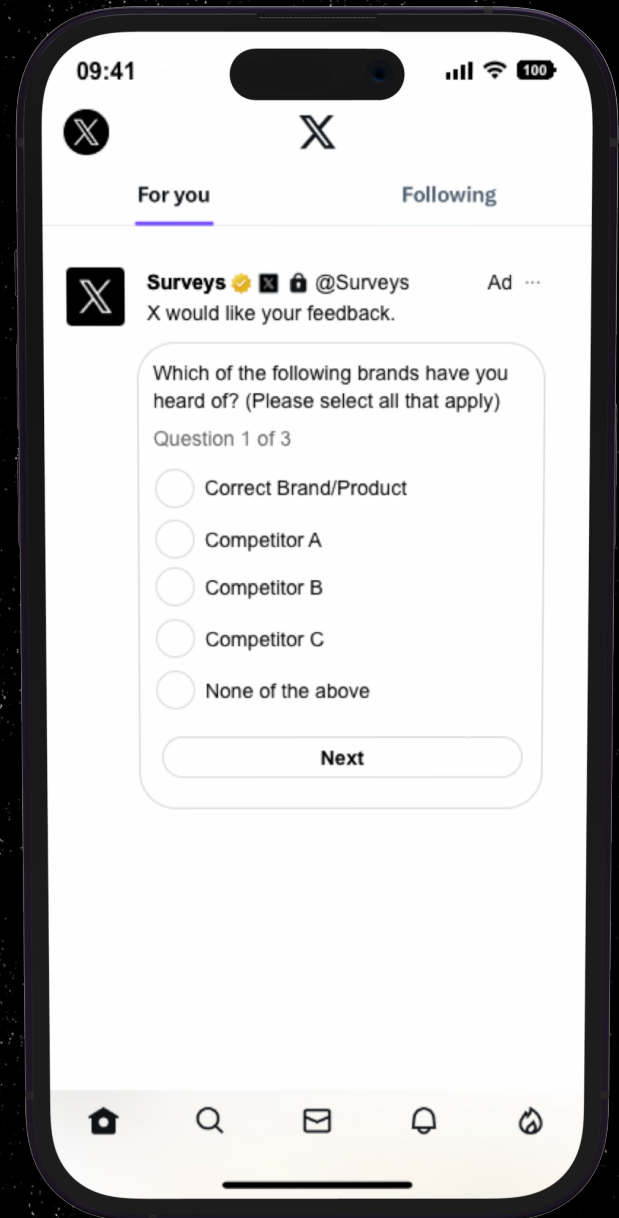 09:41
100
For you
Following
Surveys @Surveys
Ad
X would like your feedback.
Which of the following brands have you
heard of? (Please select all that apply)
Question 1 of 3
Correct Brand/Product
Competitor A
Competitor B
Competitor C
None of the above
Next